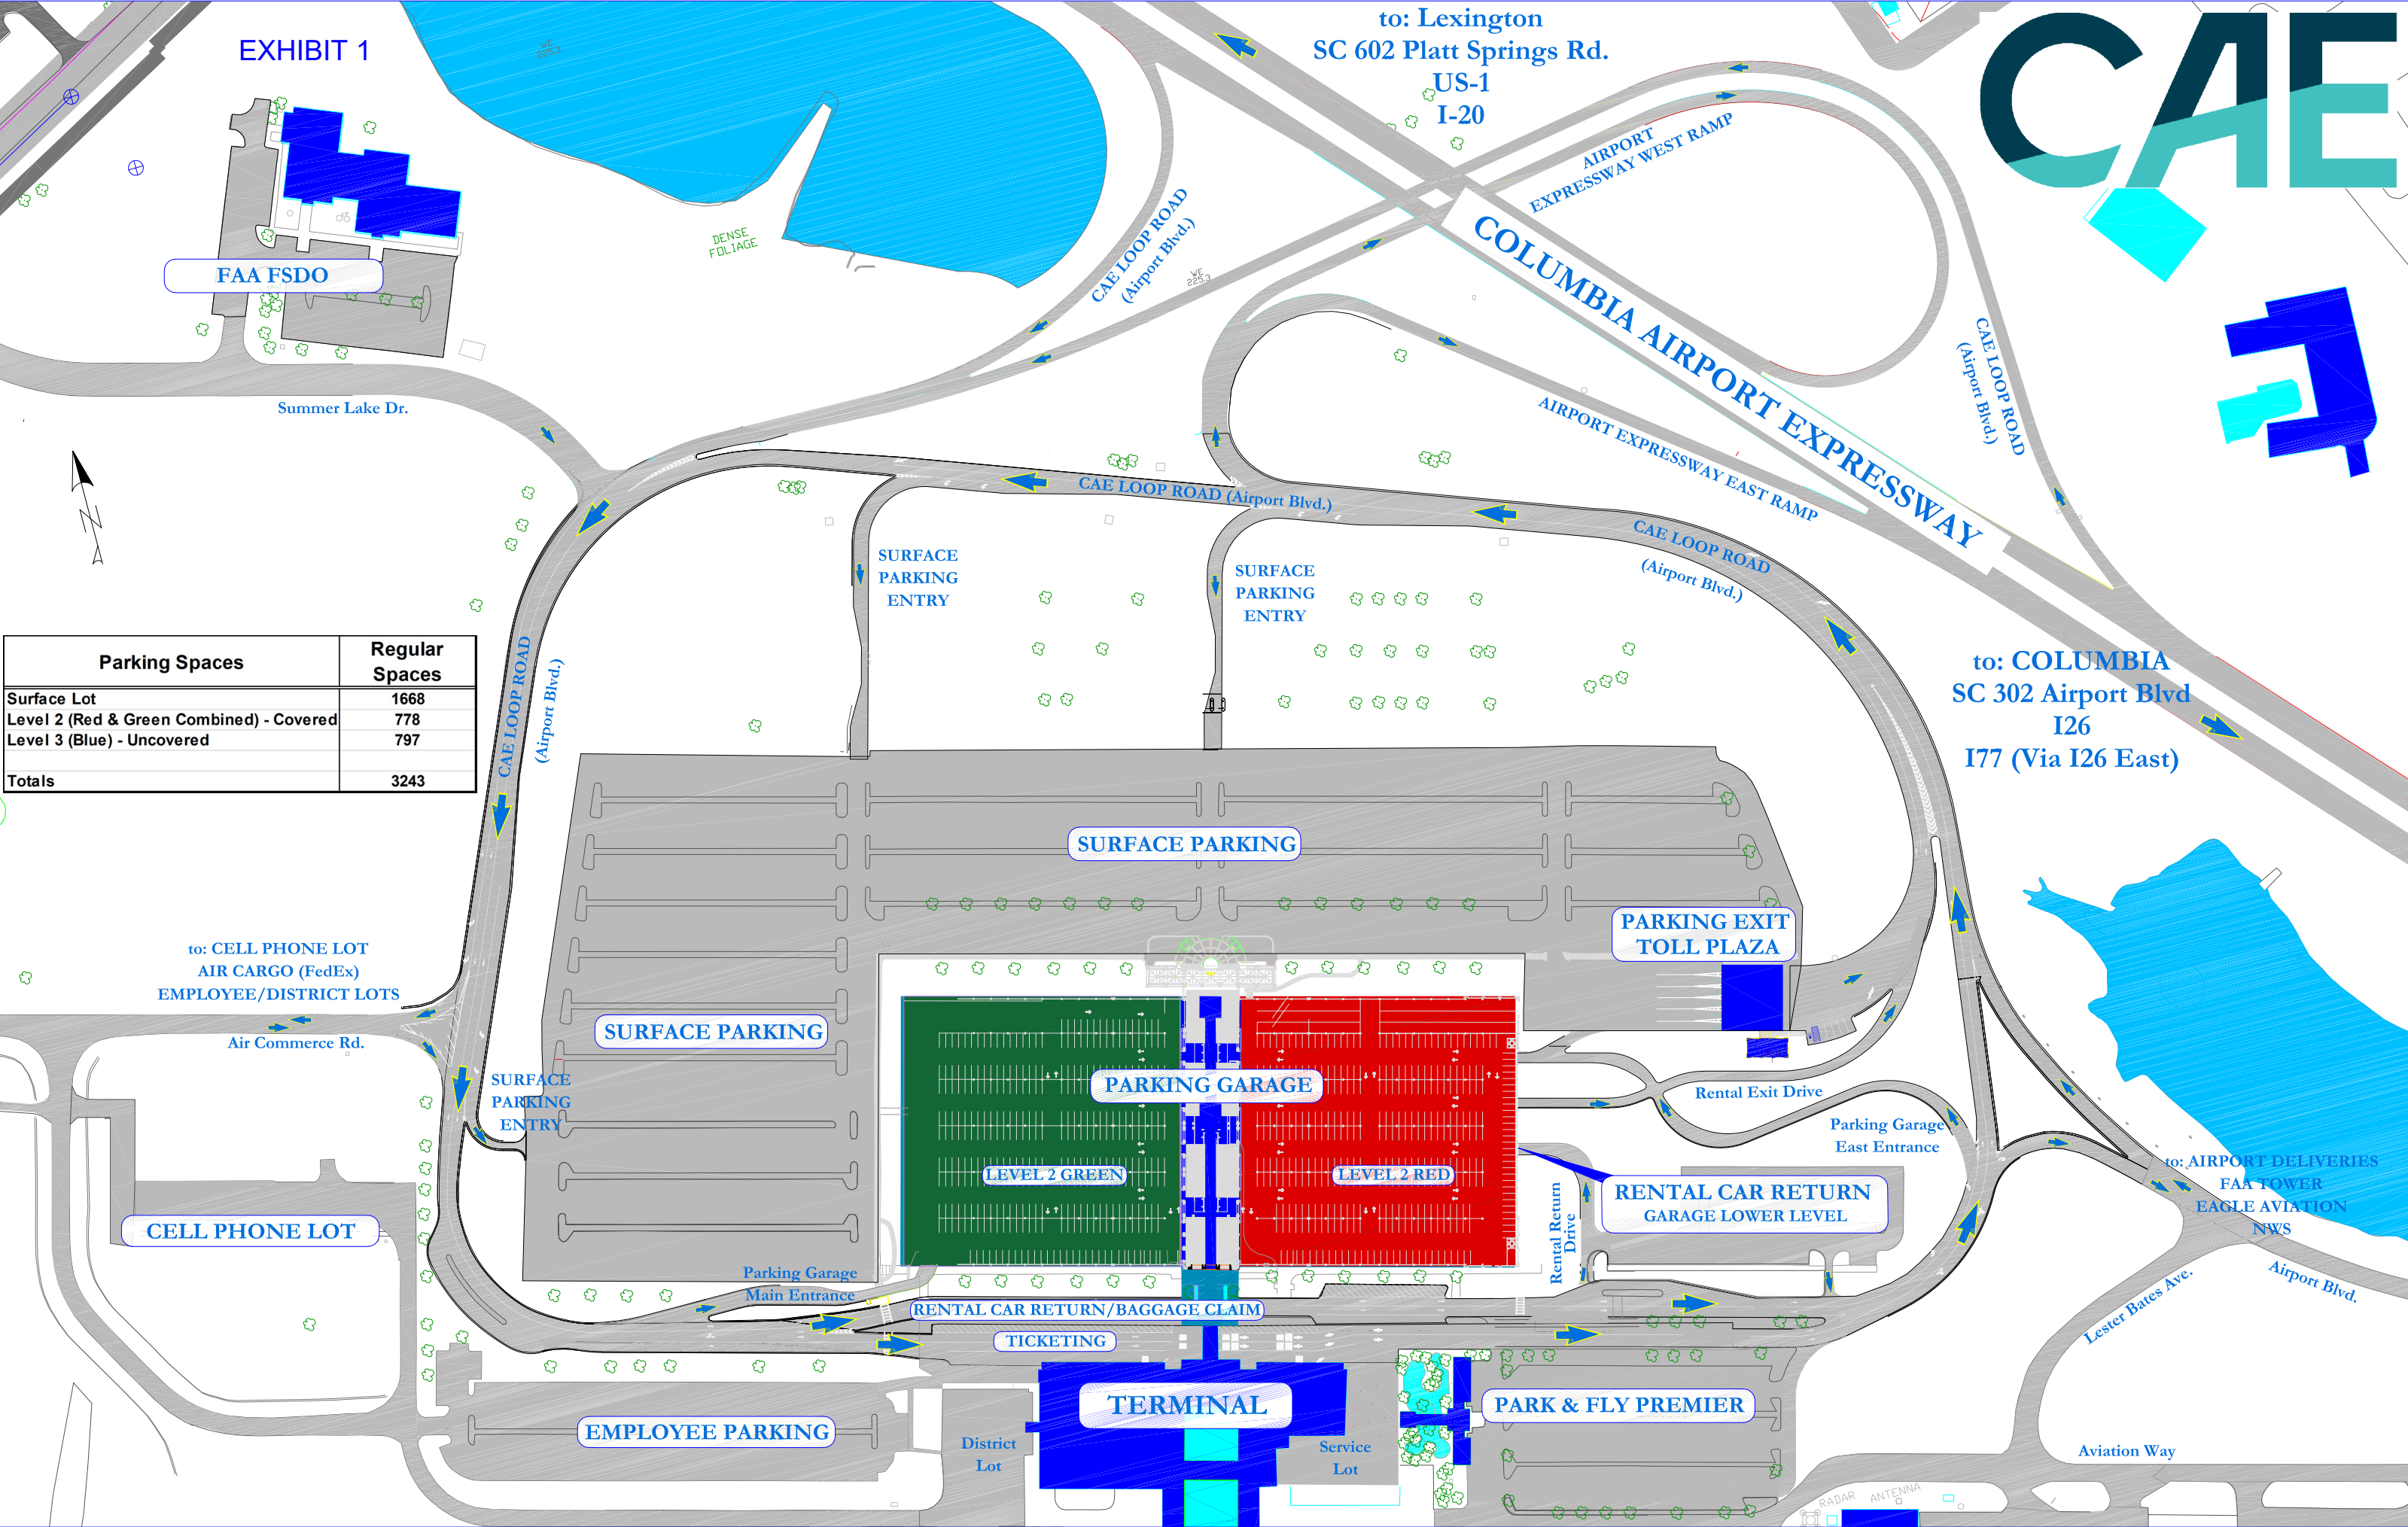 EXHIBIT 1
to: Lexington
SC 602 Platt Springs Rd.
US-1
I-20
CAE
WE
225.3
DENSE
FOLIAGE
CAE LOOP ROAD
(Airport Blvd.)
WE
225.3
AIRPORT
EXPRESSWAY WEST RAMP
COLUMBIA AIRPORT EXPRESSWAY
FAA FSDO
Summer Lake Dr.
AIRPORT EXPRESSWAY EAST RAMP
CAE LOOP ROAD
(Airport Blvd.)
CAE LOOP ROAD (Airport Blvd.)
CAE LOOP ROAD
(Airport Blvd.)
SURFACE
PARKING
ENTRY
SURFACE
PARKING
ENTRY
N
Parking Spaces
Regular
Spaces
Surface Lot 1668
Level 2 (Red & Green Combined) - Covered 778
Level 3 (Blue) - Uncovered 797
Totals 3243
CAE LOOP ROAD
(Airport Blvd.)
to: COLUMBIA
SC 302 Airport Blvd
I26
I77 (Via I26 East)
SURFACE PARKING
PARKING EXIT
TOLL PLAZA
to: CELL PHONE LOT
AIR CARGO (FedEx)
EMPLOYEE/DISTRICT LOTS
Air Commerce Rd.
SURFACE PARKING
SURFACE
PARKING
ENTRY
PARKING GARAGE
Rental Exit Drive
Parking Garage
East Entrance
LEVEL 2 GREEN
LEVEL 2 RED
to: AIRPORT DELIVERIES
FAA TOWER
EAGLE AVIATION
NWS
RENTAL CAR RETURN
GARAGE LOWER LEVEL
Rental Return
Drive
CELL PHONE LOT
Parking Garage
Main Entrance
RENTAL CAR RETURN/BAGGAGE CLAIM
TICKETING
Lester Bates Ave.
Airport Blvd.
TERMINAL
PARK & FLY PREMIER
EMPLOYEE PARKING
District
Lot
Service
Lot
Aviation Way
RADAR ANTENNA